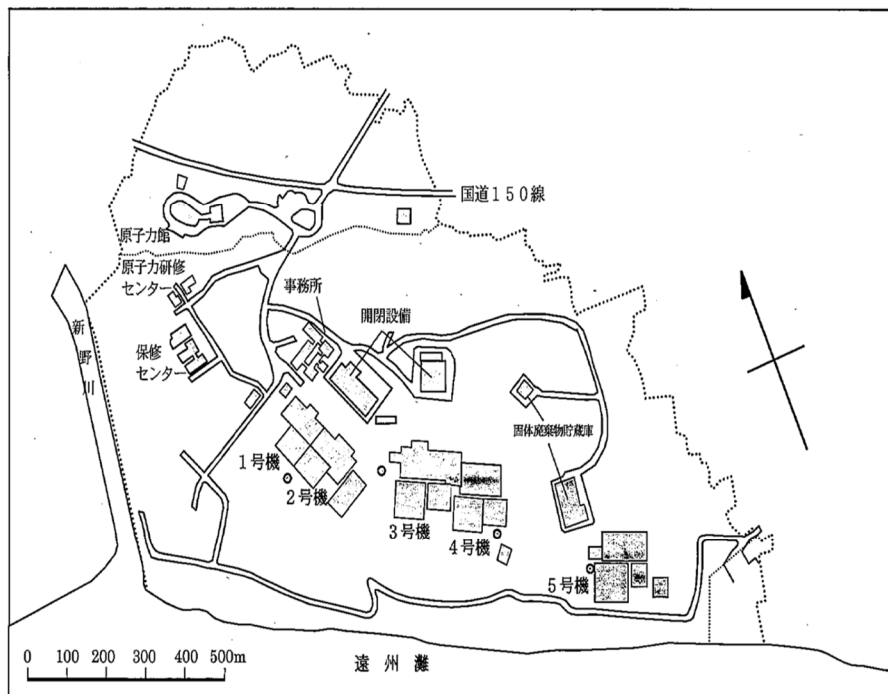 国道150線
原子力館
原子力研修
センター
事務所
開閉設備
新野川
保修
センター
固体廃棄物貯蔵庫
1号機
2号機
3号機
4号機
5号機
0 100 200 300 400 500m
遠州灘